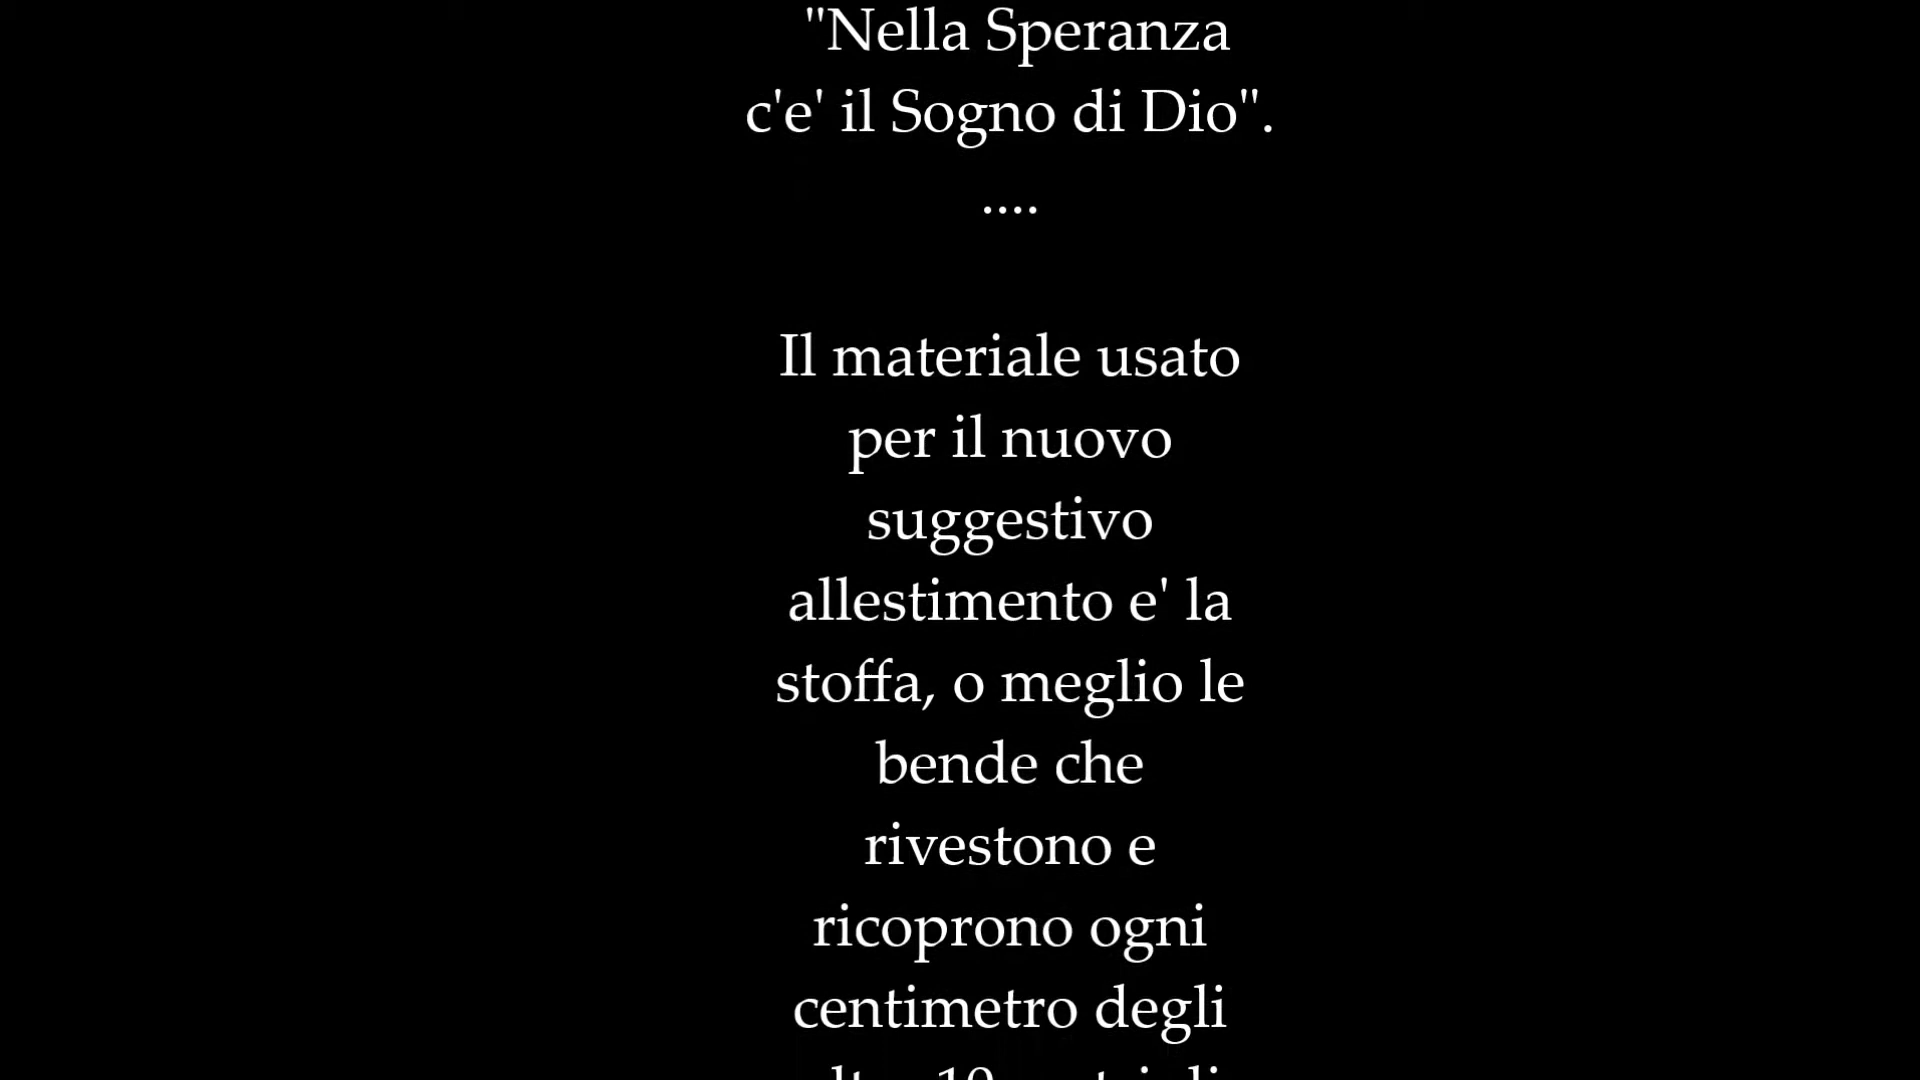 "Nella Speranza
c'e' il Sogno di Dio".
....
Il materiale usato
per il nuovo
suggestivo
allestimento e' la
stoffa, o meglio le
bende che
rivestono e
ricoprono ogni
centimetro degli